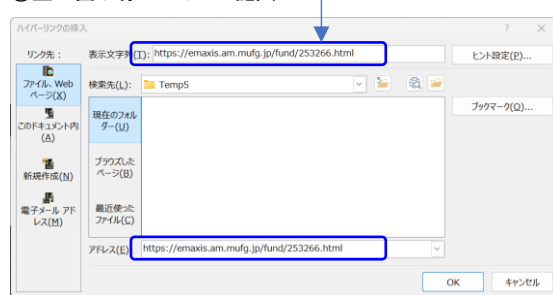 ハイパーリンクの挿入
? ×
リンク先： 表示文字列(T): https://emaxis.am.mufg.jp/fund/253266.html ヒント設定(P)...
ファイル、Web ページ(X)
検索先(L): Temp5
ブックマーク(O)...
このドキュメント内(A)
現在のフォルダー(U)
新規作成(N)
ブラウズしたページ(B)
電子メール アドレス(M)
最近使ったファイル(C)
アドレス(E) https://emaxis.am.mufg.jp/fund/253266.html
OK キャンセル